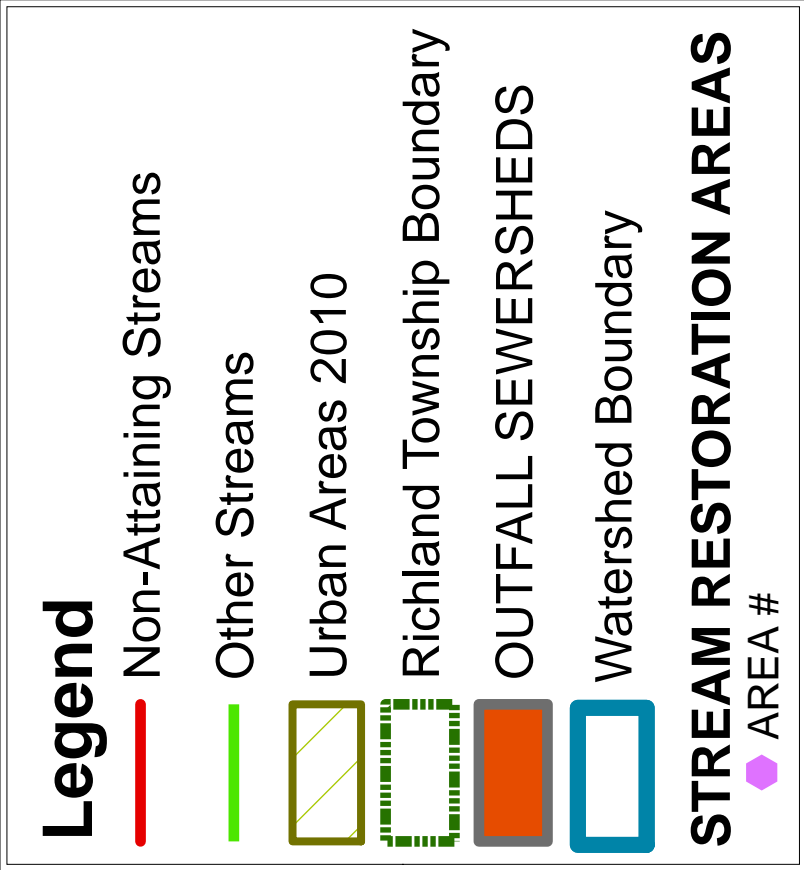 Legend
Non-Attaining Streams
Other Streams
Urban Areas 2010
Richland Township Boundary
OUTFALL SEWERSHEDS
Watershed Boundary
STREAM RESTORATION AREAS
AREA #